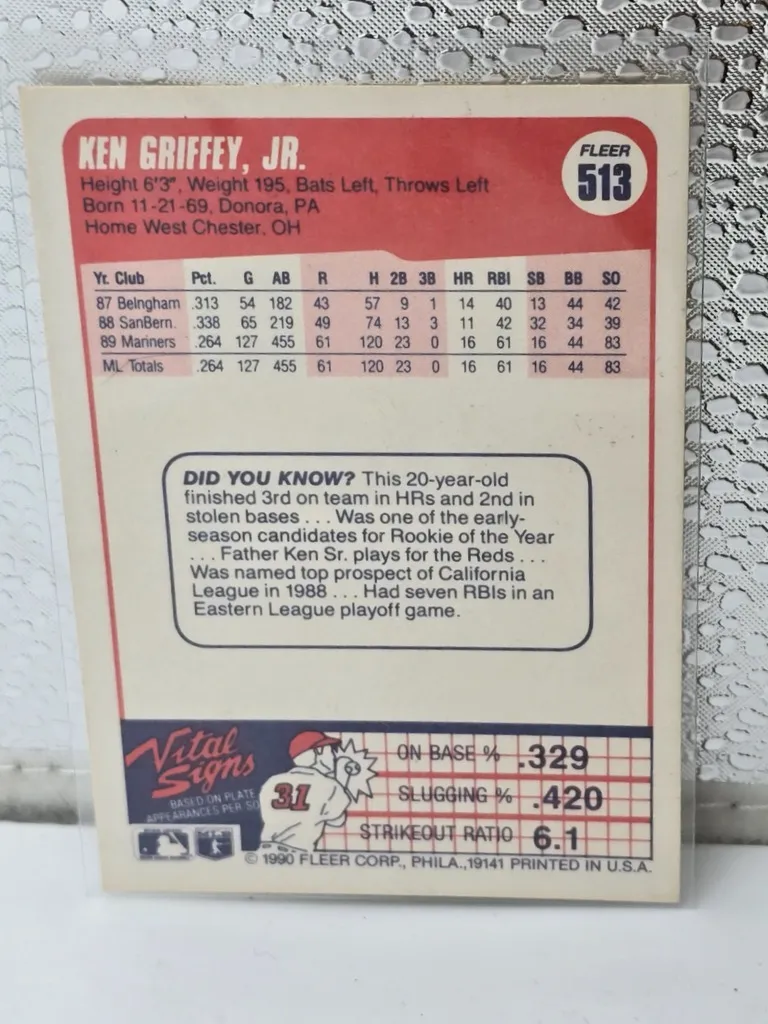 KEN GRIFFEY, JR.
FLEER
513
Height 6'3", Weight 195, Bats Left, Throws Left
Born 11-21-69, Donora, PA
Home West Chester, OH
Yr. Club Pct. G AB R H 2B 3B HR RBI SB BB SO
87 Belngham .313 54 182 43 57 9 1 14 40 13 44 42
88 SanBern. .338 65 219 49 74 13 3 11 42 32 34 39
89 Mariners .264 127 455 61 120 23 0 16 61 16 44 83
ML Totals .264 127 455 61 120 23 0 16 61 16 44 83
DID YOU KNOW? This 20-year-old
finished 3rd on team in HRs and 2nd in
stolen bases . . . Was one of the early-
season candidates for Rookie of the Year
. . . Father Ken Sr. plays for the Reds . . .
Was named top prospect of California
League in 1988 . . . Had seven RBIs in an
Eastern League playoff game.
Vital
Signs
BASED ON PLATE
APPEARANCES PER SO
31
ON BASE % .329
SLUGGING % .420
STRIKEOUT RATIO 6.1
© 1990 FLEER CORP., PHILA., 19141 PRINTED IN U.S.A.